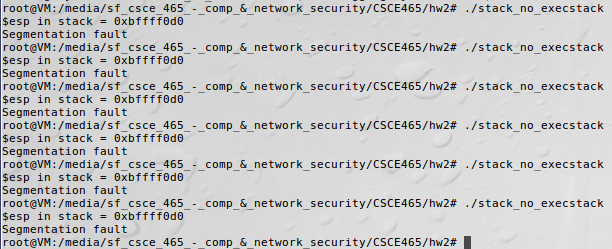 root@VM:/media/sf_csce_465_-_comp_&_network_security/CSCE465/hw2# ./stack_no_execstack
$esp in stack = 0xbffff0d0
Segmentation fault
root@VM:/media/sf_csce_465_-_comp_&_network_security/CSCE465/hw2# ./stack_no_execstack
$esp in stack = 0xbffff0d0
Segmentation fault
root@VM:/media/sf_csce_465_-_comp_&_network_security/CSCE465/hw2# ./stack_no_execstack
$esp in stack = 0xbffff0d0
Segmentation fault
root@VM:/media/sf_csce_465_-_comp_&_network_security/CSCE465/hw2# ./stack_no_execstack
$esp in stack = 0xbffff0d0
Segmentation fault
root@VM:/media/sf_csce_465_-_comp_&_network_security/CSCE465/hw2# ./stack_no_execstack
$esp in stack = 0xbffff0d0
Segmentation fault
root@VM:/media/sf_csce_465_-_comp_&_network_security/CSCE465/hw2# ./stack_no_execstack
$esp in stack = 0xbffff0d0
Segmentation fault
root@VM:/media/sf_csce_465_-_comp_&_network_security/CSCE465/hw2#